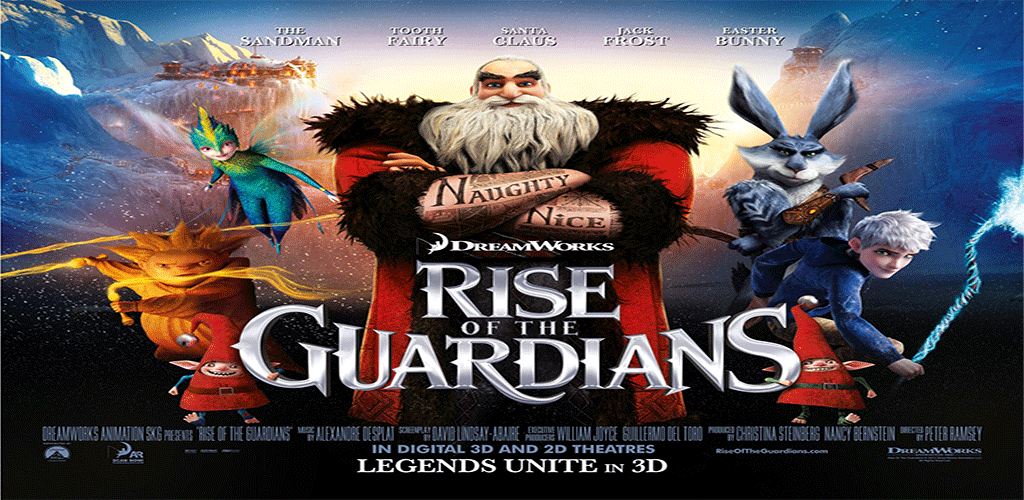 THE SANDMAN
TOOTH FAIRY
SANTA CLAUS
JACK FROST
EASTER BUNNY
NAUGHTY
NICE
DREAMWORKS
RISE
OF THE
GUARDIANS
DREAMWORKS ANIMATION SKG PRESENTS "RISE OF THE GUARDIANS" MUSIC BY ALEXANDRE DESPLAT SCREENPLAY BY DAVID LINDSAY-ABAIRE EXECUTIVE PRODUCERS WILLIAM JOYCE GUILLERMO DEL TORO PRODUCED BY CHRISTINA STEINBERG NANCY BERNSTEIN DIRECTED BY PETER RAMSEY
IN DIGITAL 3D AND 2D THEATRES
RiseOfTheGuardians.com
DREAMWORKS
LEGENDS UNITE IN 3D